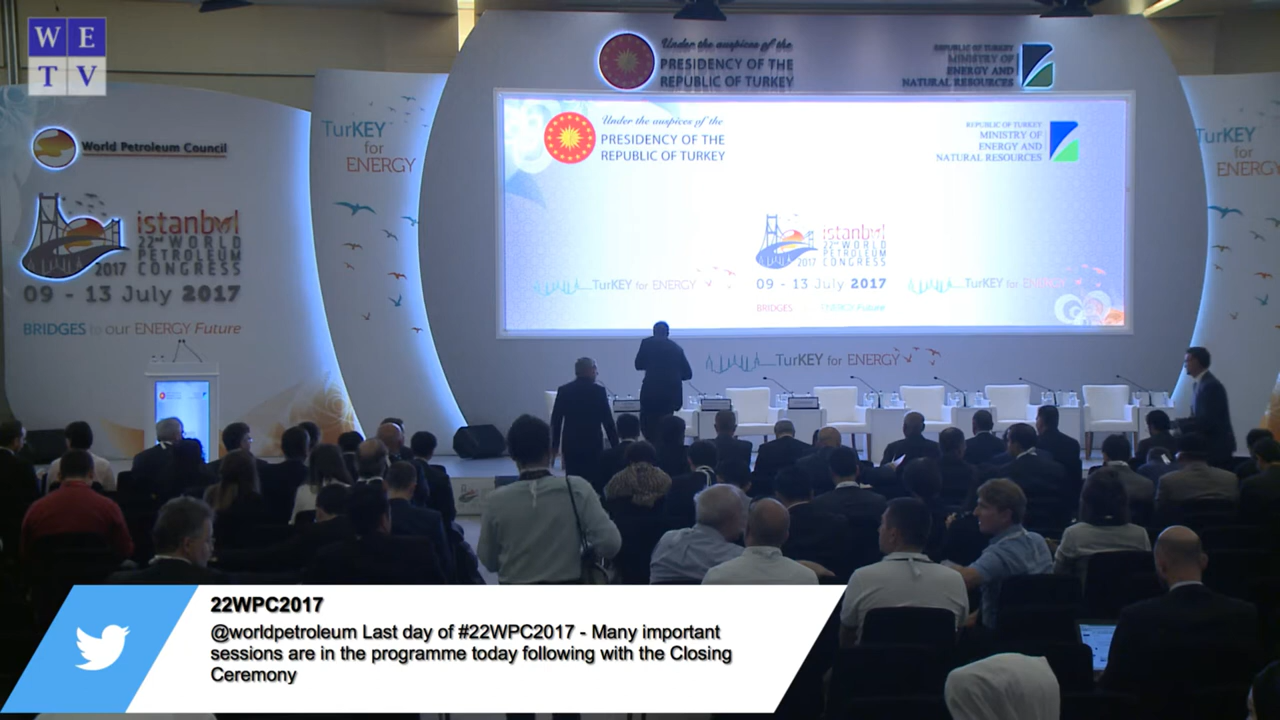 W E
T V
Under the auspices of the
PRESIDENCY OF THE
REPUBLIC OF TURKEY
REPUBLIC OF TURKEY
MINISTRY OF
ENERGY AND
NATURAL RESOURCES
World Petroleum Council
istanbul
22nd WORLD
PETROLEUM
2017 CONGRESS
09 - 13 July 2017
BRIDGES to our ENERGY Future
TurKEY
for
ENERGY
Under the auspices of the
PRESIDENCY OF THE
REPUBLIC OF TURKEY
REPUBLIC OF TURKEY
MINISTRY OF
ENERGY AND
NATURAL RESOURCES
istanbul
22nd WORLD
PETROLEUM
2017 CONGRESS
TurKEY for ENERGY
09 - 13 July 2017
TurKEY for ENERGY
BRIDGES ENERGY Future
TurKEY for ENERGY
TurKEY
for
ENERGY
22WPC2017
@worldpetroleum Last day of #22WPC2017 - Many important
sessions are in the programme today following with the Closing
Ceremony